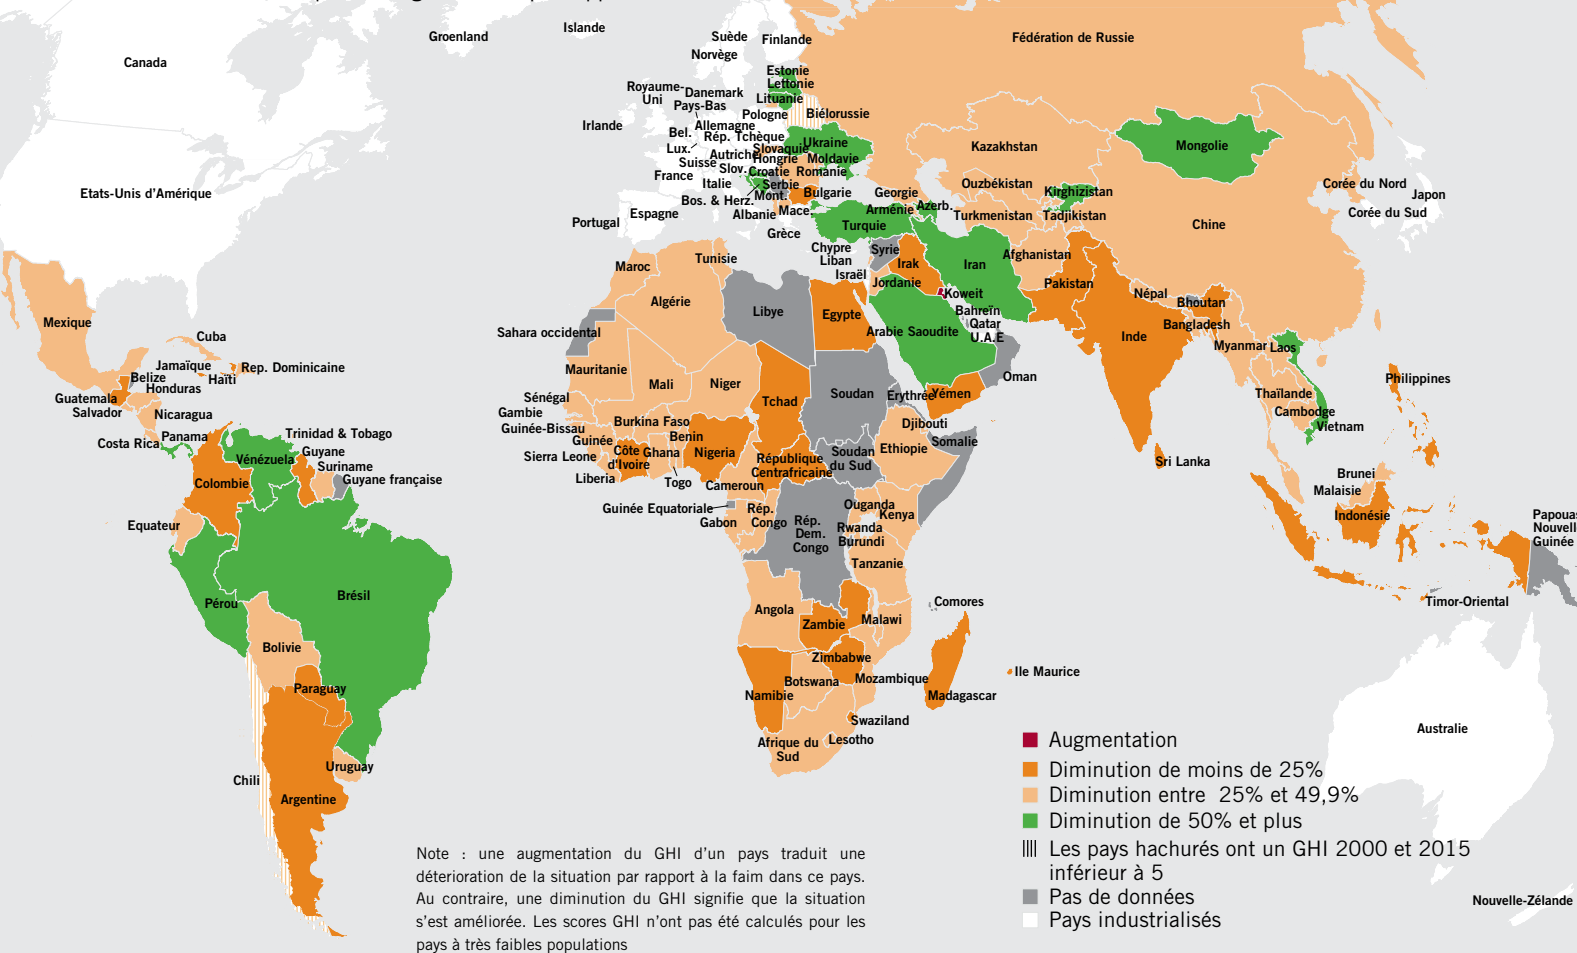 Groenland
Islande
Suède
Finlande
Norvège
Fédération de Russie
Canada
Estonie
Lettonie
Royaume-
Uni
Danemark
Lituanie
Pays-Bas
Pologne
Biélorussie
Irlande
Allemagne
Bel.
Rép. Tchèque
Lux.
Slovaquie
Ukraine
Autriche
Hongrie
Moldavie
Suisse
Slov.
Croatie
Romanie
France
Italie
Serbie
Mont.
Bulgarie
Bos. & Herz.
Albanie
Mace.
Portugal
Espagne
Grèce
Kazakhstan
Mongolie
Ouzbékistan
Kirghizistan
Georgie
Arménie
Azerb.
Turkmenistan
Tadjikistan
Turquie
Corée du Nord
Japon
Corée du Sud
Chine
Etats-Unis d’Amérique
Chypre
Liban
Israël
Syrie
Irak
Iran
Afghanistan
Jordanie
Koweit
Pakistan
Népal
Bhoutan
Bahreïn
Qatar
U.A.E
Arabie Saoudite
Oman
Yémen
Inde
Bangladesh
Myanmar
Laos
Thaïlande
Cambodge
Vietnam
Philippines
Sri Lanka
Brunei
Malaisie
Indonésie
Papouas
Nouvell
Guinée
Timor-Oriental
Maroc
Tunisie
Algérie
Libye
Egypte
Sahara occidental
Mauritanie
Mali
Niger
Tchad
Soudan
Erythrée
Sénégal
Gambie
Guinée-Bissau
Burkina Faso
Guinée
Benin
Sierra Leone
Côte
d’Ivoire
Ghana
Nigeria
Liberia
Togo
Cameroun
République
Centrafricaine
Soudan
du Sud
Djibouti
Somalie
Ethiopie
Guinée Equatoriale
Gabon
Rép.
Congo
Rép.
Dem.
Congo
Ouganda
Kenya
Rwanda
Burundi
Tanzanie
Angola
Zambie
Malawi
Comores
Zimbabwe
Mozambique
Botswana
Namibie
Madagascar
Ile Maurice
Swaziland
Lesotho
Afrique du
Sud
Mexique
Cuba
Jamaïque
Rep. Dominicaine
Haïti
Belize
Honduras
Guatemala
Salvador
Nicaragua
Costa Rica
Panama
Trinidad & Tobago
Vénézuela
Guyane
Suriname
Guyane française
Colombie
Equateur
Pérou
Brésil
Bolivie
Paraguay
Uruguay
Chili
Argentine
Australie
Nouvelle-Zélande
Augmentation
Diminution de moins de 25%
Diminution entre 25% et 49,9%
Diminution de 50% et plus
Les pays hachurés ont un GHI 2000 et 2015
inférieur à 5
Pas de données
Pays industrialisés
Note : une augmentation du GHI d’un pays traduit une
déterioration de la situation par rapport à la faim dans ce pays.
Au contraire, une diminution du GHI signifie que la situation
s’est améliorée. Les scores GHI n’ont pas été calculés pour les
pays à très faibles populations